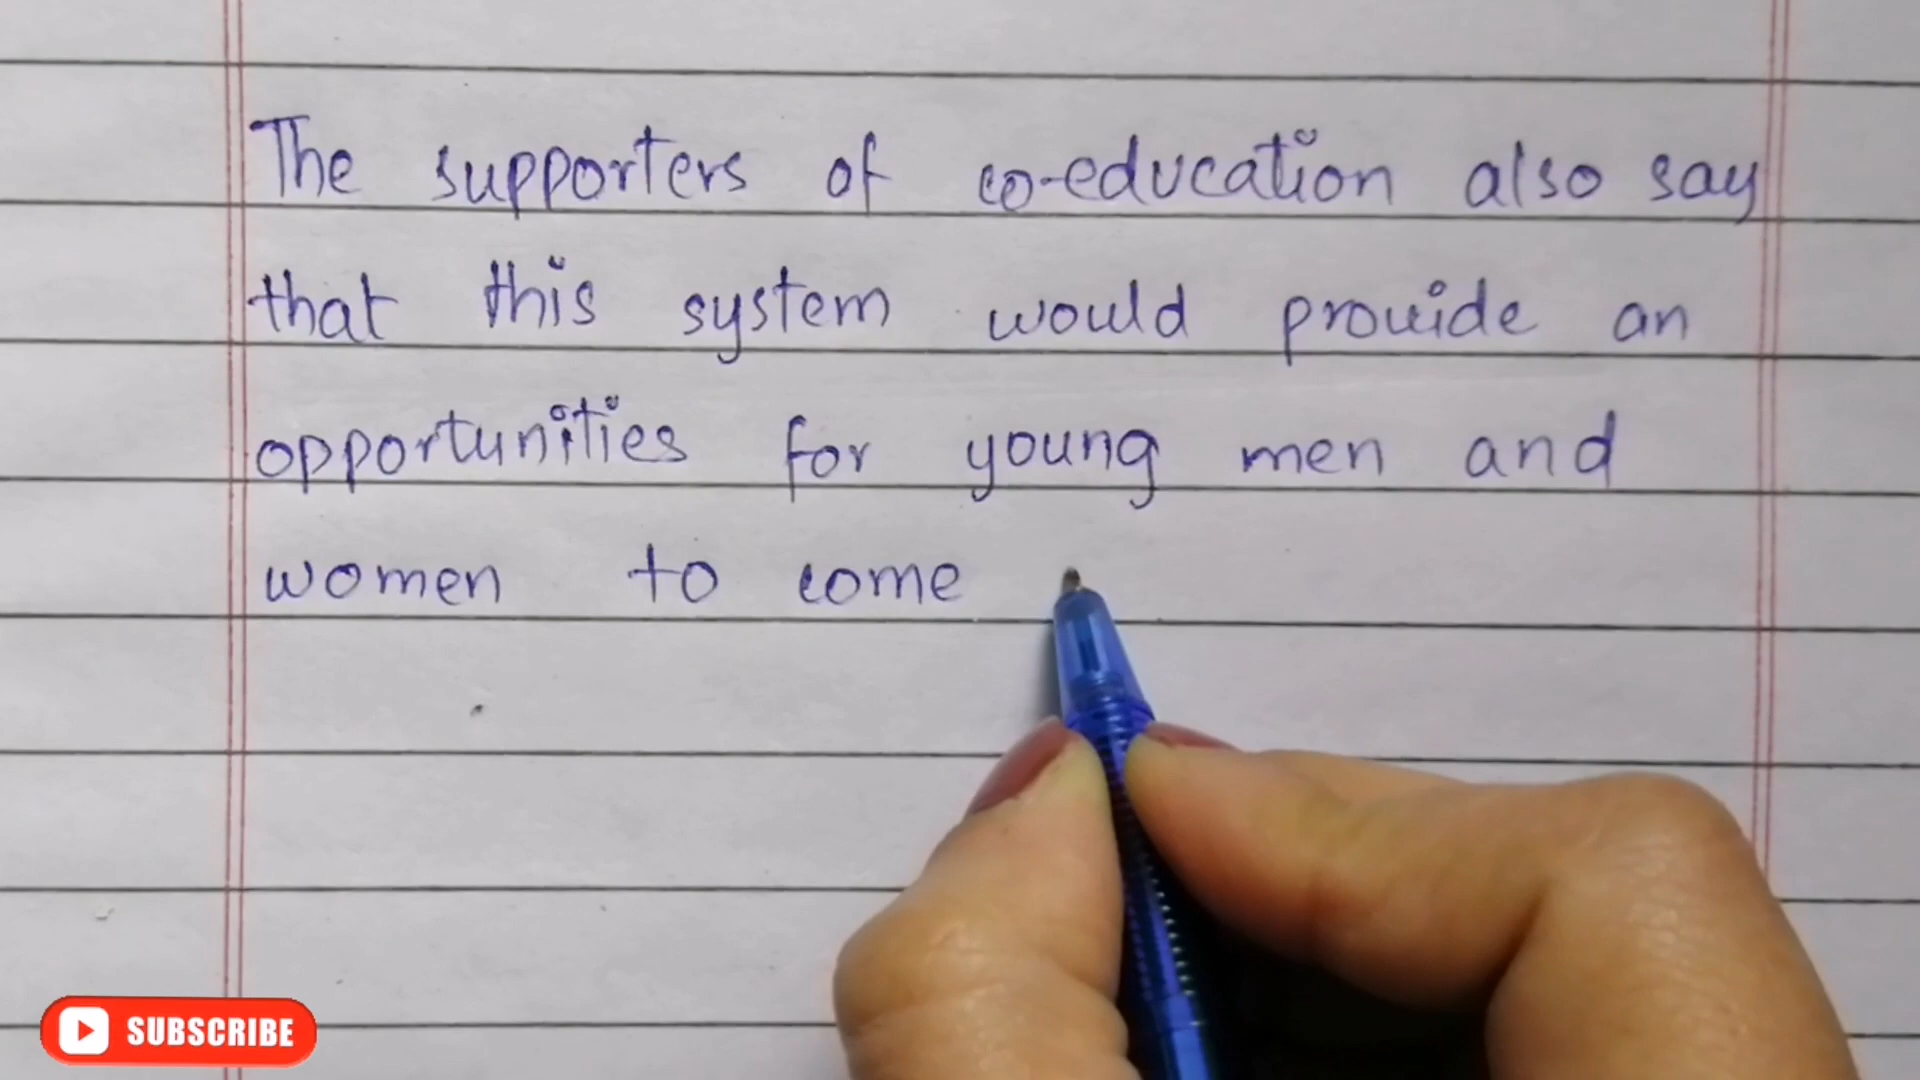 The supporters of co-education also say
that this system would provide an
opportunities for young men and
women to come
SUBSCRIBE